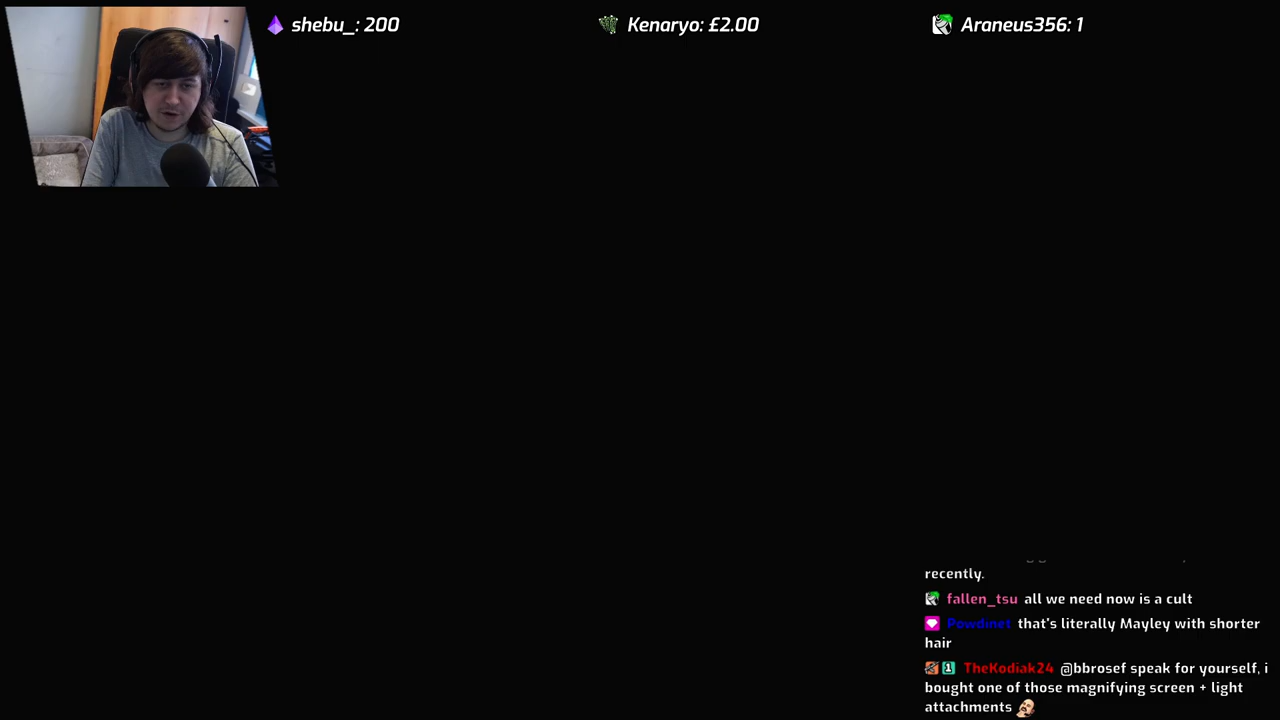 shebu_: 200
Kenaryo: £2.00
Araneus356: 1
recently.
fallen_tsu all we need now is a cult
Powdinet that's literally Mayley with shorter
hair
TheKodiak24 @bbrosef speak for yourself, i
bought one of those magnifying screen + light
attachments